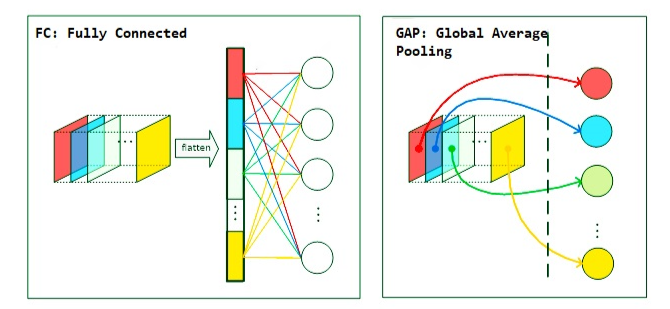 FC: Fully Connected
flatten
GAP: Global Average
Pooling